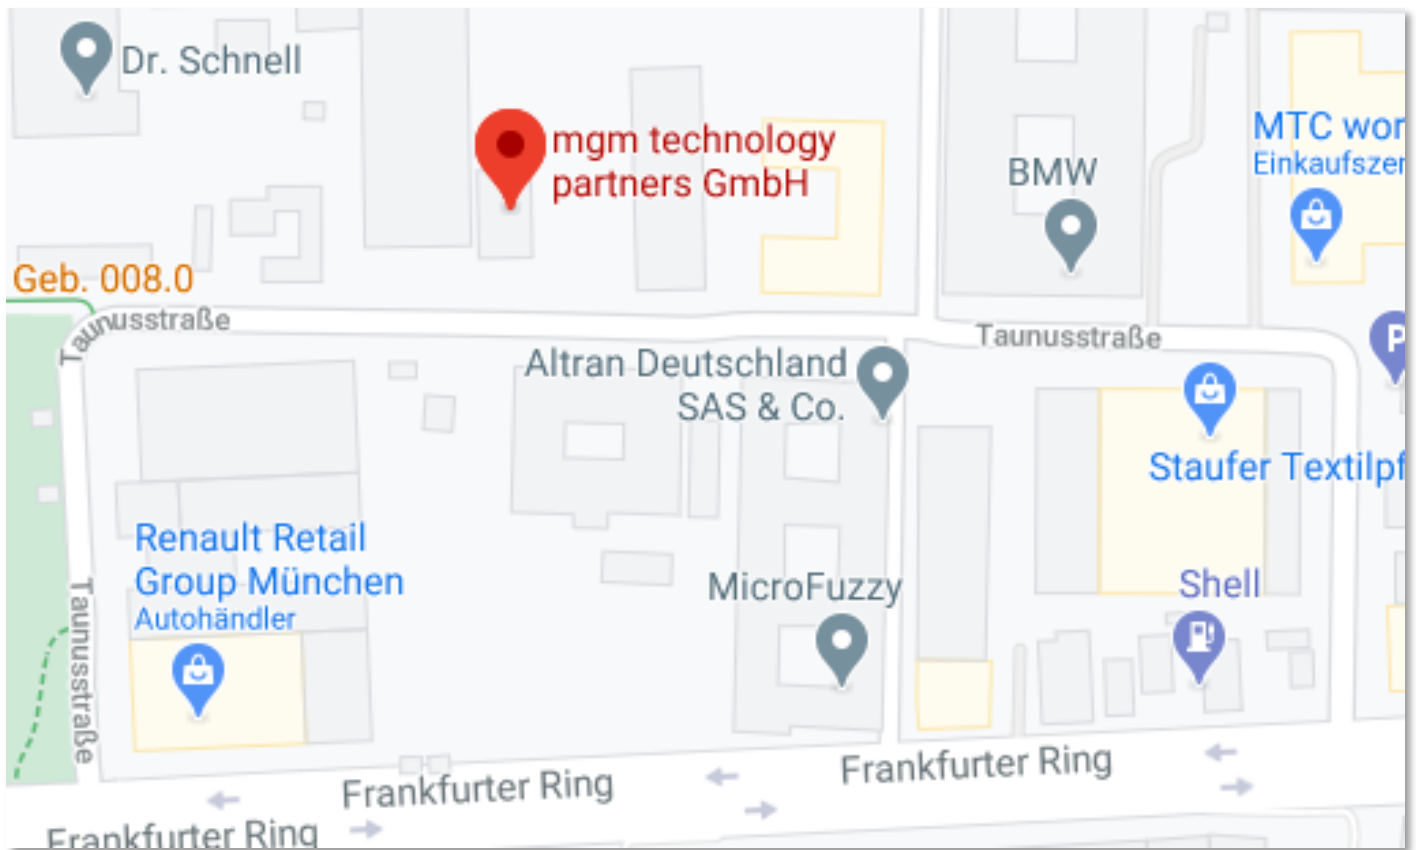 Dr. Schnell
mgm technology
partners GmbH
BMW
MTC wor
Einkaufszer
Geb. 008.0
Taunusstraße
Taunusstraße
P
Altran Deutschland
SAS & Co.
Staufer Textilpf
Renault Retail
Group München
Autohändler
MicroFuzzy
Shell
Taunusstraße
Frankfurter Ring
Frankfurter Ring
Frankfurter Ring